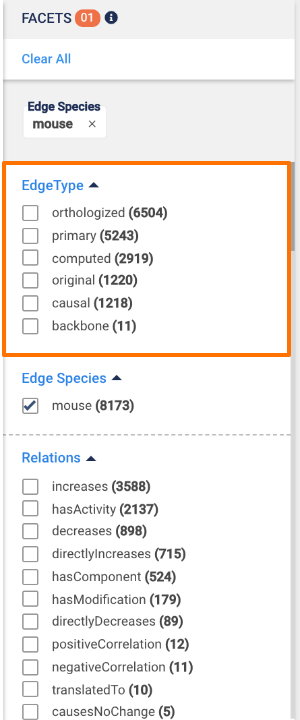 FACETS 01
Clear All
Edge Species
mouse ×
EdgeType
orthologized (6504)
primary (5243)
computed (2919)
original (1220)
causal (1218)
backbone (11)
Edge Species
mouse (8173)
Relations
increases (3588)
hasActivity (2137)
decreases (898)
directlyIncreases (715)
hasComponent (524)
hasModification (179)
directlyDecreases (89)
positiveCorrelation (12)
negativeCorrelation (11)
translatedTo (10)
causesNoChange (5)